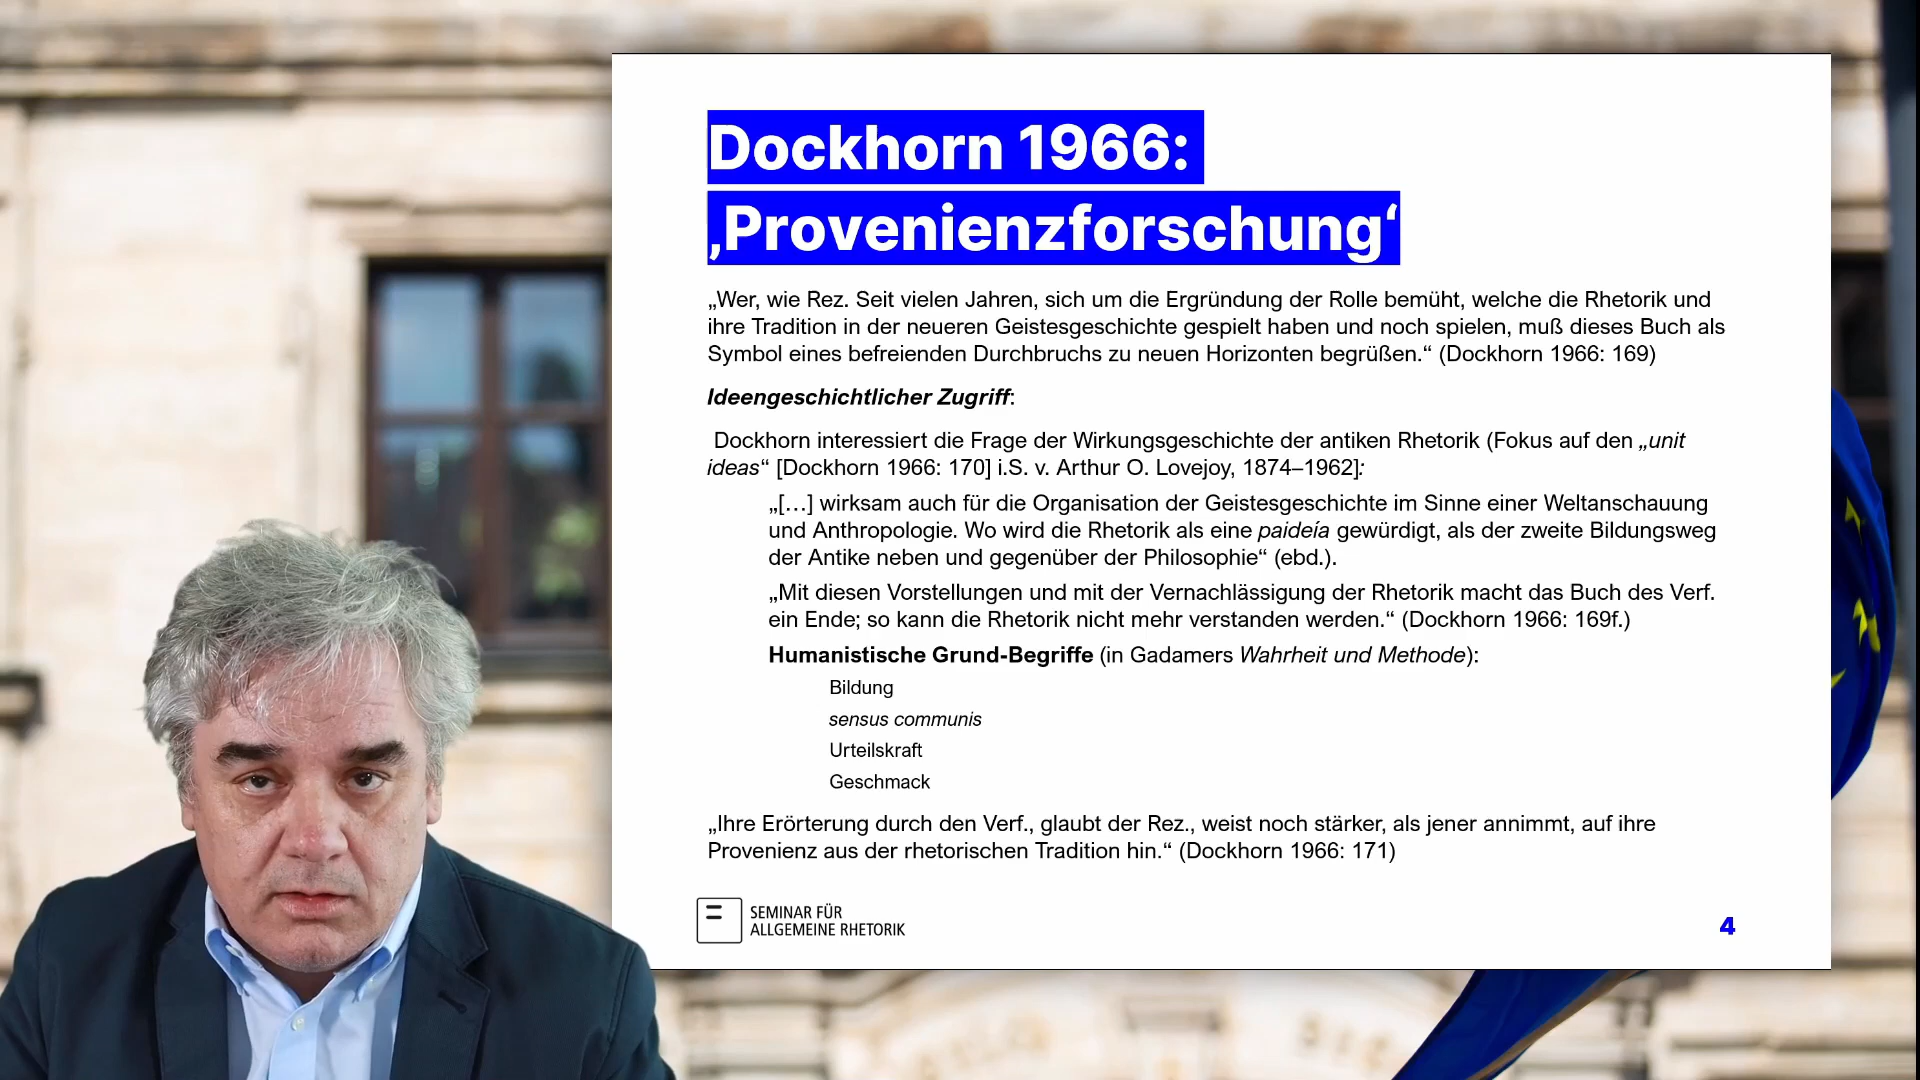 Dockhorn 1966:
‚Provenienzforschung‘
„Wer, wie Rez. Seit vielen Jahren, sich um die Ergründung der Rolle bemüht, welche die Rhetorik und
ihre Tradition in der neueren Geistesgeschichte gespielt haben und noch spielen, muß dieses Buch als
Symbol eines befreienden Durchbruchs zu neuen Horizonten begrüßen.“ (Dockhorn 1966: 169)
Ideengeschichtlicher Zugriff:
Dockhorn interessiert die Frage der Wirkungsgeschichte der antiken Rhetorik (Fokus auf den „unit
ideas“ [Dockhorn 1966: 170] i.S. v. Arthur O. Lovejoy, 1874–1962]:
„[…] wirksam auch für die Organisation der Geistesgeschichte im Sinne einer Weltanschauung
und Anthropologie. Wo wird die Rhetorik als eine paideía gewürdigt, als der zweite Bildungsweg
der Antike neben und gegenüber der Philosophie“ (ebd.).
„Mit diesen Vorstellungen und mit der Vernachlässigung der Rhetorik macht das Buch des Verf.
ein Ende; so kann die Rhetorik nicht mehr verstanden werden.“ (Dockhorn 1966: 169f.)
Humanistische Grund-Begriffe (in Gadamers Wahrheit und Methode):
Bildung
sensus communis
Urteilskraft
Geschmack
„Ihre Erörterung durch den Verf., glaubt der Rez., weist noch stärker, als jener annimmt, auf ihre
Provenienz aus der rhetorischen Tradition hin.“ (Dockhorn 1966: 171)
SEMINAR FÜR
ALLGEMEINE RHETORIK
4